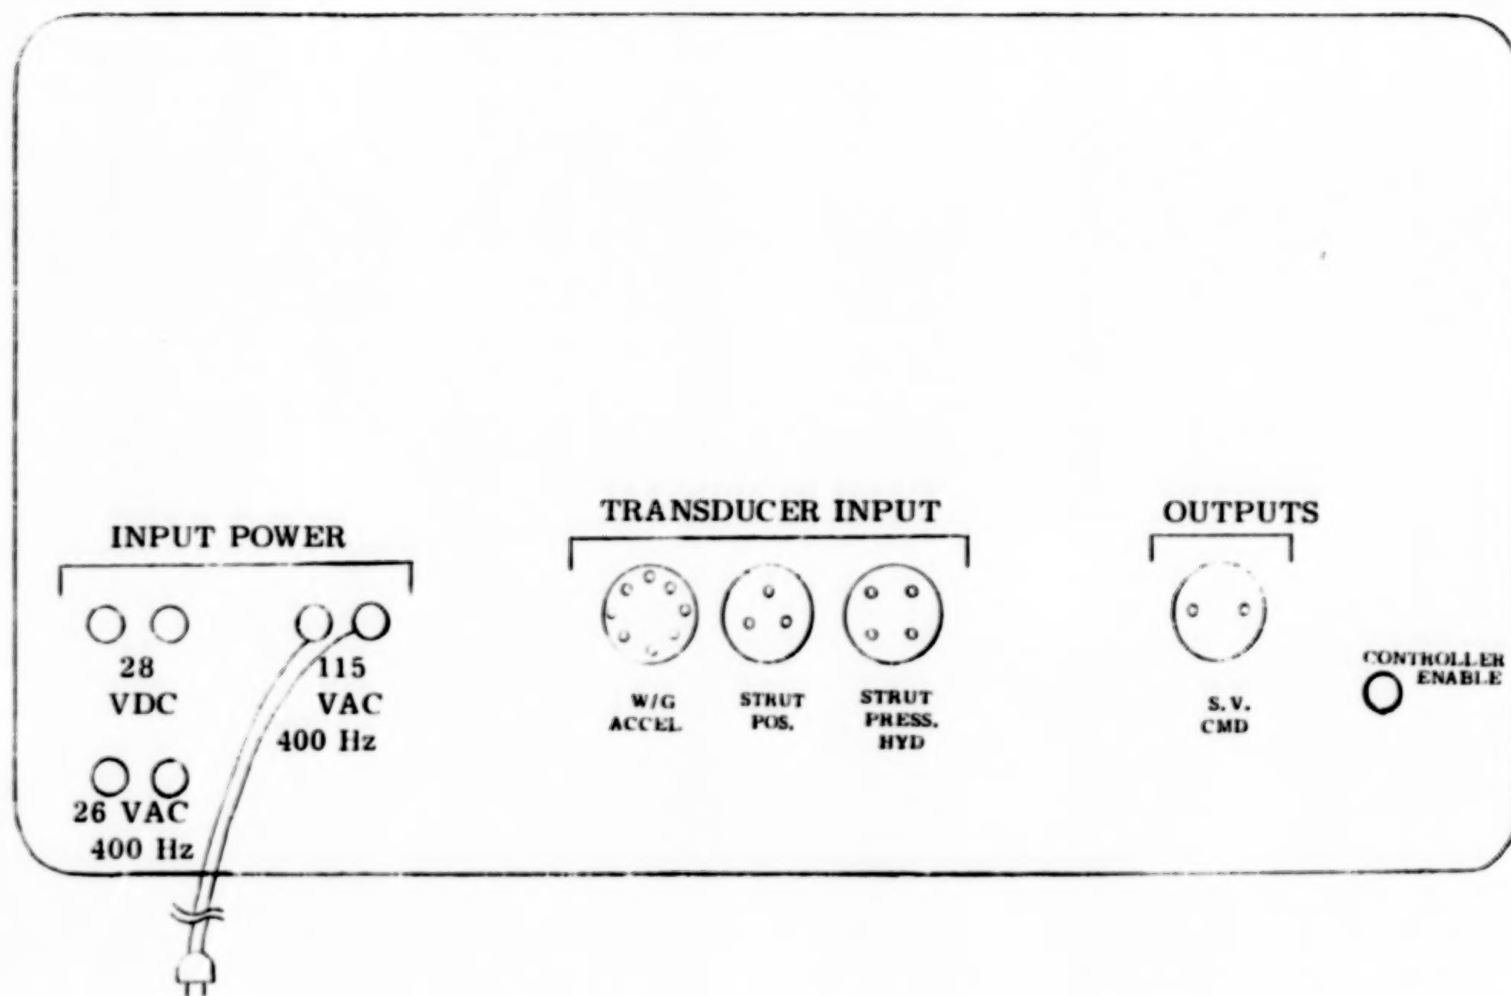 INPUT POWER
28
VDC
115
VAC
400 Hz
26 VAC
400 Hz
TRANSDUCER INPUT
W/G
ACCEL.
STRUT
POS.
STRUT
PRESS.
HYD
OUTPUTS
S.V.
CMD
CONTROLLER
ENABLE